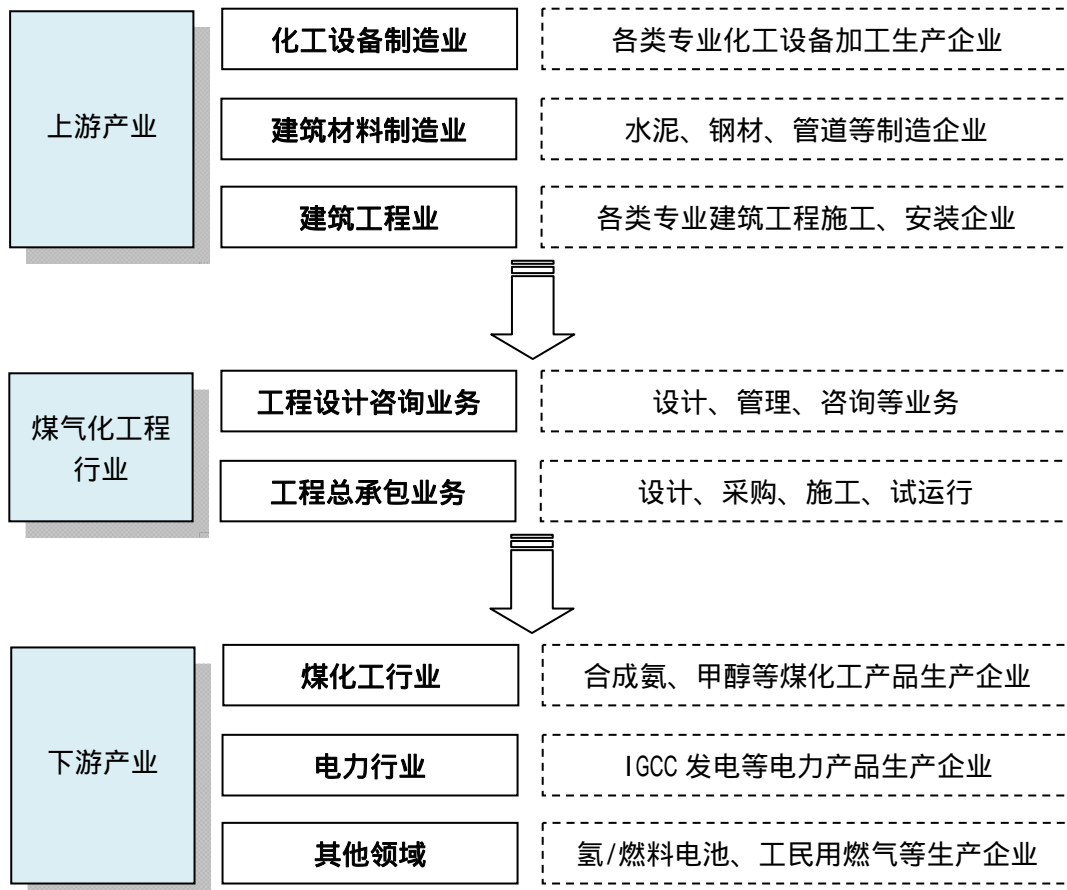 上游产业
化工设备制造业
各类专业化工设备加工生产企业
建筑材料制造业
水泥、钢材、管道等制造企业
建筑工程业
各类专业建筑工程施工、安装企业
煤气化工程
行业
工程设计咨询业务
设计、管理、咨询等业务
工程总承包业务
设计、采购、施工、试运行
下游产业
煤化工行业
合成氨、甲醇等煤化工产品生产企业
电力行业
IGCC 发电等电力产品生产企业
其他领域
氢/燃料电池、工民用燃气等生产企业